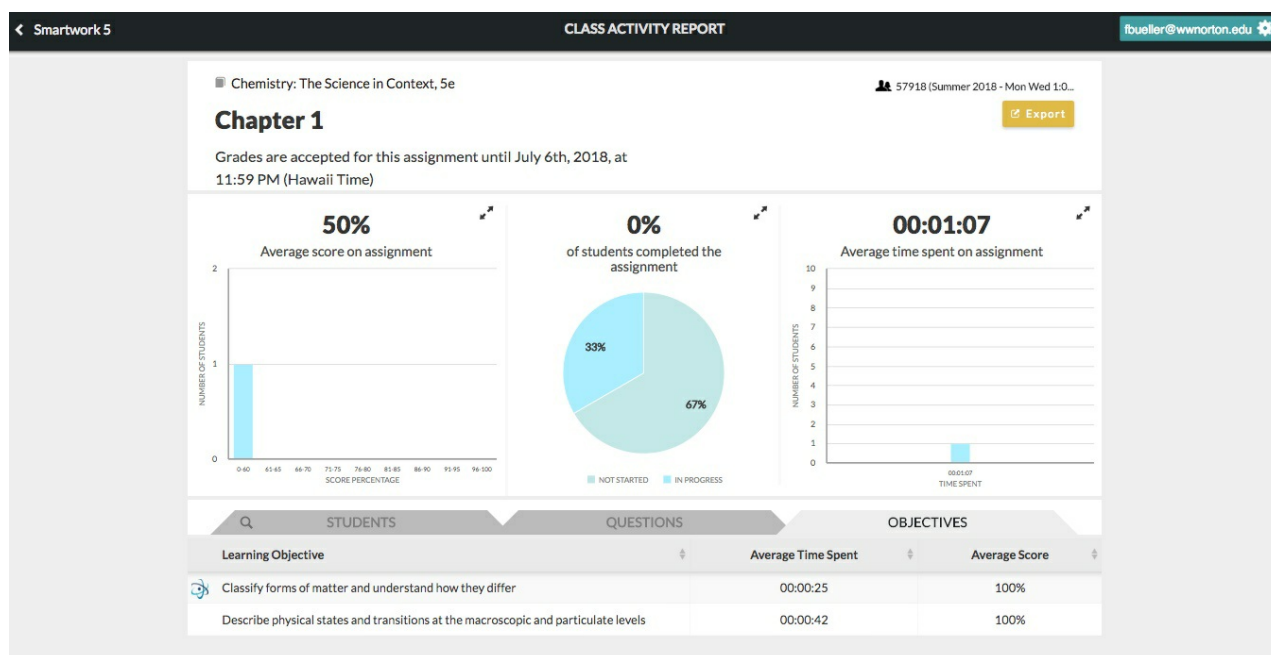 Smartwork 5
CLASS ACTIVITY REPORT
fbueller@wwnorton.edu
Chemistry: The Science in Context, 5e
57918 (Summer 2018 - Mon Wed 1:0...
Chapter 1
Export
Grades are accepted for this assignment until July 6th, 2018, at
11:59 PM (Hawaii Time)
50%
Average score on assignment
2
1
0
NUMBER OF STUDENTS
0-60 61-65 66-70 71-75 76-80 81-85 86-90 91-95 96-100
SCORE PERCENTAGE
0%
of students completed the
assignment
33%
67%
NOT STARTED IN PROGRESS
00:01:07
Average time spent on assignment
10
9
8
7
6
5
4
3
2
1
0
NUMBER OF STUDENTS
00:01:07
TIME SPENT
STUDENTS QUESTIONS OBJECTIVES
Learning Objective Average Time Spent Average Score
Classify forms of matter and understand how they differ 00:00:25 100%
Describe physical states and transitions at the macroscopic and particulate levels 00:00:42 100%